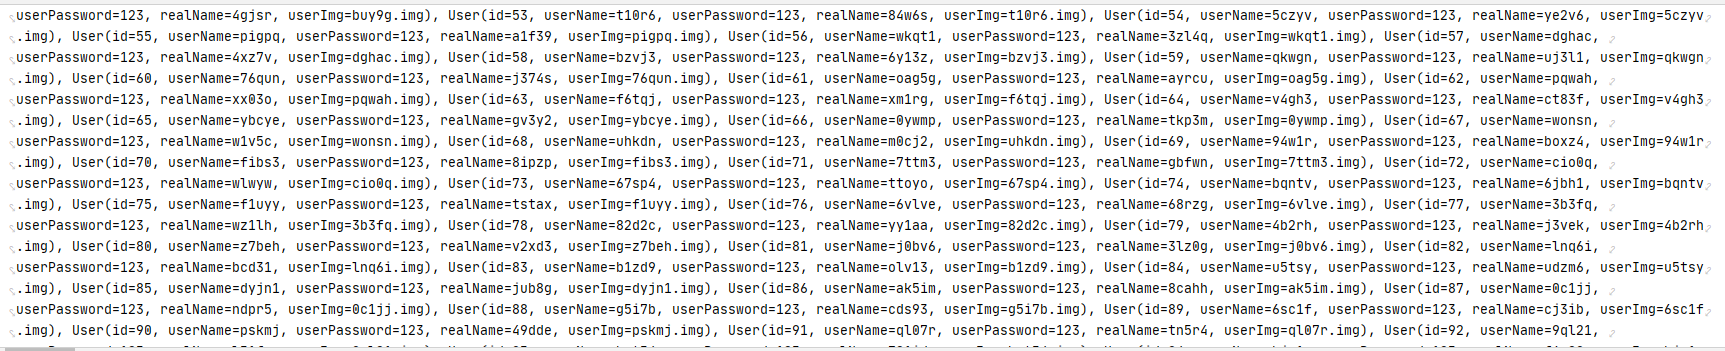 userPassword=123, realName=4gjsr, userImg=buy9g.img), User(id=53, userName=t10r6, userPassword=123, realName=84w6s, userImg=t10r6.img), User(id=54, userName=5czyv, userPassword=123, realName=ye2v6, userImg=5czyv
.img), User(id=55, userName=pigpq, userPassword=123, realName=a1f39, userImg=pigpq.img), User(id=56, userName=wkqt1, userPassword=123, realName=3zl4q, userImg=wkqt1.img), User(id=57, userName=dghac,
userPassword=123, realName=4xz7v, userImg=dghac.img), User(id=58, userName=bzvj3, userPassword=123, realName=6y13z, userImg=bzvj3.img), User(id=59, userName=qkwgn, userPassword=123, realName=uj3l1, userImg=qkwgn
.img), User(id=60, userName=76qun, userPassword=123, realName=j374s, userImg=76qun.img), User(id=61, userName=oag5g, userPassword=123, realName=ayrcu, userImg=oag5g.img), User(id=62, userName=pqwah,
userPassword=123, realName=xx03o, userImg=pqwah.img), User(id=63, userName=f6tqj, userPassword=123, realName=xm1rg, userImg=f6tqj.img), User(id=64, userName=v4gh3, userPassword=123, realName=ct83f, userImg=v4gh3
.img), User(id=65, userName=ybcye, userPassword=123, realName=gv3y2, userImg=ybcye.img), User(id=66, userName=0ywmp, userPassword=123, realName=tkp3m, userImg=0ywmp.img), User(id=67, userName=wonsn,
userPassword=123, realName=w1v5c, userImg=wonsn.img), User(id=68, userName=uhkdn, userPassword=123, realName=m0cj2, userImg=uhkdn.img), User(id=69, userName=94w1r, userPassword=123, realName=boxz4, userImg=94w1r
.img), User(id=70, userName=fibs3, userPassword=123, realName=8ipzp, userImg=fibs3.img), User(id=71, userName=7ttm3, userPassword=123, realName=gbfwn, userImg=7ttm3.img), User(id=72, userName=cio0q,
userPassword=123, realName=wlwyw, userImg=cio0q.img), User(id=73, userName=67sp4, userPassword=123, realName=ttoyo, userImg=67sp4.img), User(id=74, userName=bqntv, userPassword=123, realName=6jbh1, userImg=bqntv
.img), User(id=75, userName=f1uyy, userPassword=123, realName=tstax, userImg=f1uyy.img), User(id=76, userName=6vlve, userPassword=123, realName=68rzg, userImg=6vlve.img), User(id=77, userName=3b3fq,
userPassword=123, realName=wz1lh, userImg=3b3fq.img), User(id=78, userName=82d2c, userPassword=123, realName=yy1aa, userImg=82d2c.img), User(id=79, userName=4b2rh, userPassword=123, realName=j3vek, userImg=4b2rh
.img), User(id=80, userName=z7beh, userPassword=123, realName=v2xd3, userImg=z7beh.img), User(id=81, userName=j0bv6, userPassword=123, realName=3lz0g, userImg=j0bv6.img), User(id=82, userName=lnq6i,
userPassword=123, realName=bcd31, userImg=lnq6i.img), User(id=83, userName=b1zd9, userPassword=123, realName=olv13, userImg=b1zd9.img), User(id=84, userName=u5tsy, userPassword=123, realName=udzm6, userImg=u5tsy
.img), User(id=85, userName=dyjn1, userPassword=123, realName=jub8g, userImg=dyjn1.img), User(id=86, userName=ak5im, userPassword=123, realName=8cahh, userImg=ak5im.img), User(id=87, userName=0c1jj,
userPassword=123, realName=ndpr5, userImg=0c1jj.img), User(id=88, userName=g5i7b, userPassword=123, realName=cds93, userImg=g5i7b.img), User(id=89, userName=6sc1f, userPassword=123, realName=cj3ib, userImg=6sc1f
.img), User(id=90, userName=pskmj, userPassword=123, realName=49dde, userImg=pskmj.img), User(id=91, userName=ql07r, userPassword=123, realName=tn5r4, userImg=ql07r.img), User(id=92, userName=9ql21,